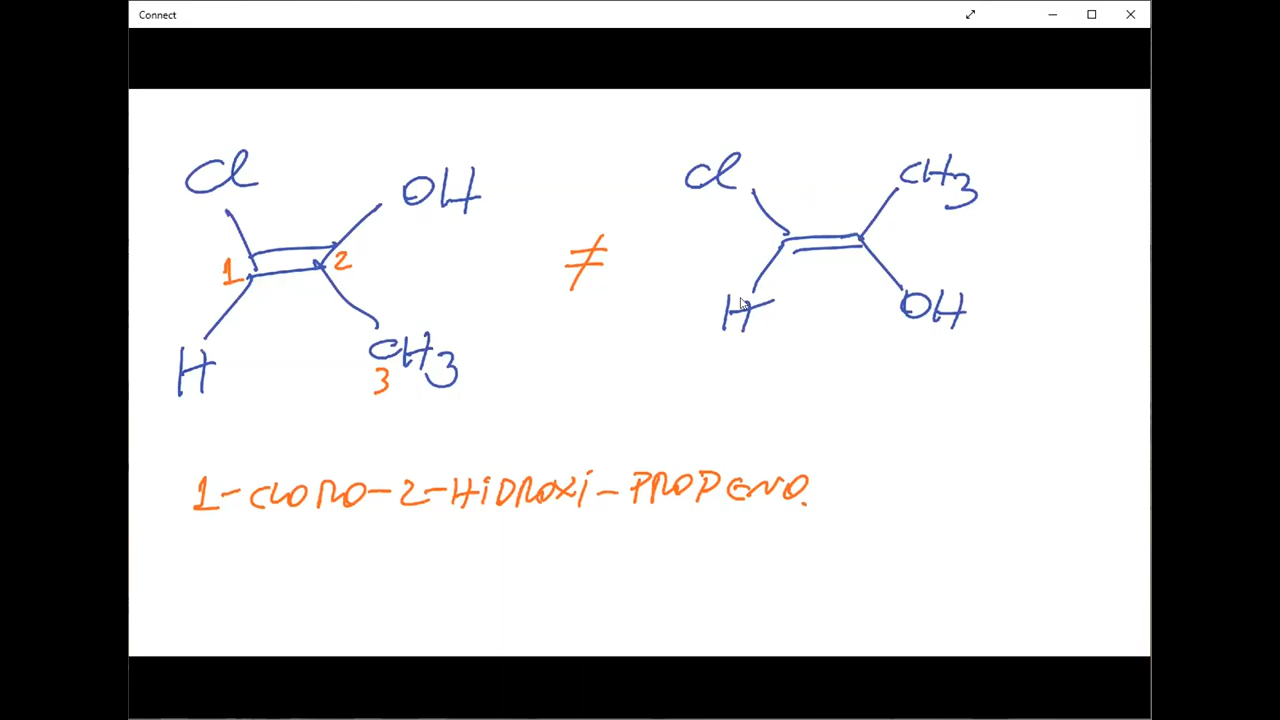 Connect
Cl OH
1 2
H CH3
3
≠
Cl CH3
H OH
1-CLORO-2-HiDROXi-PROPENO.